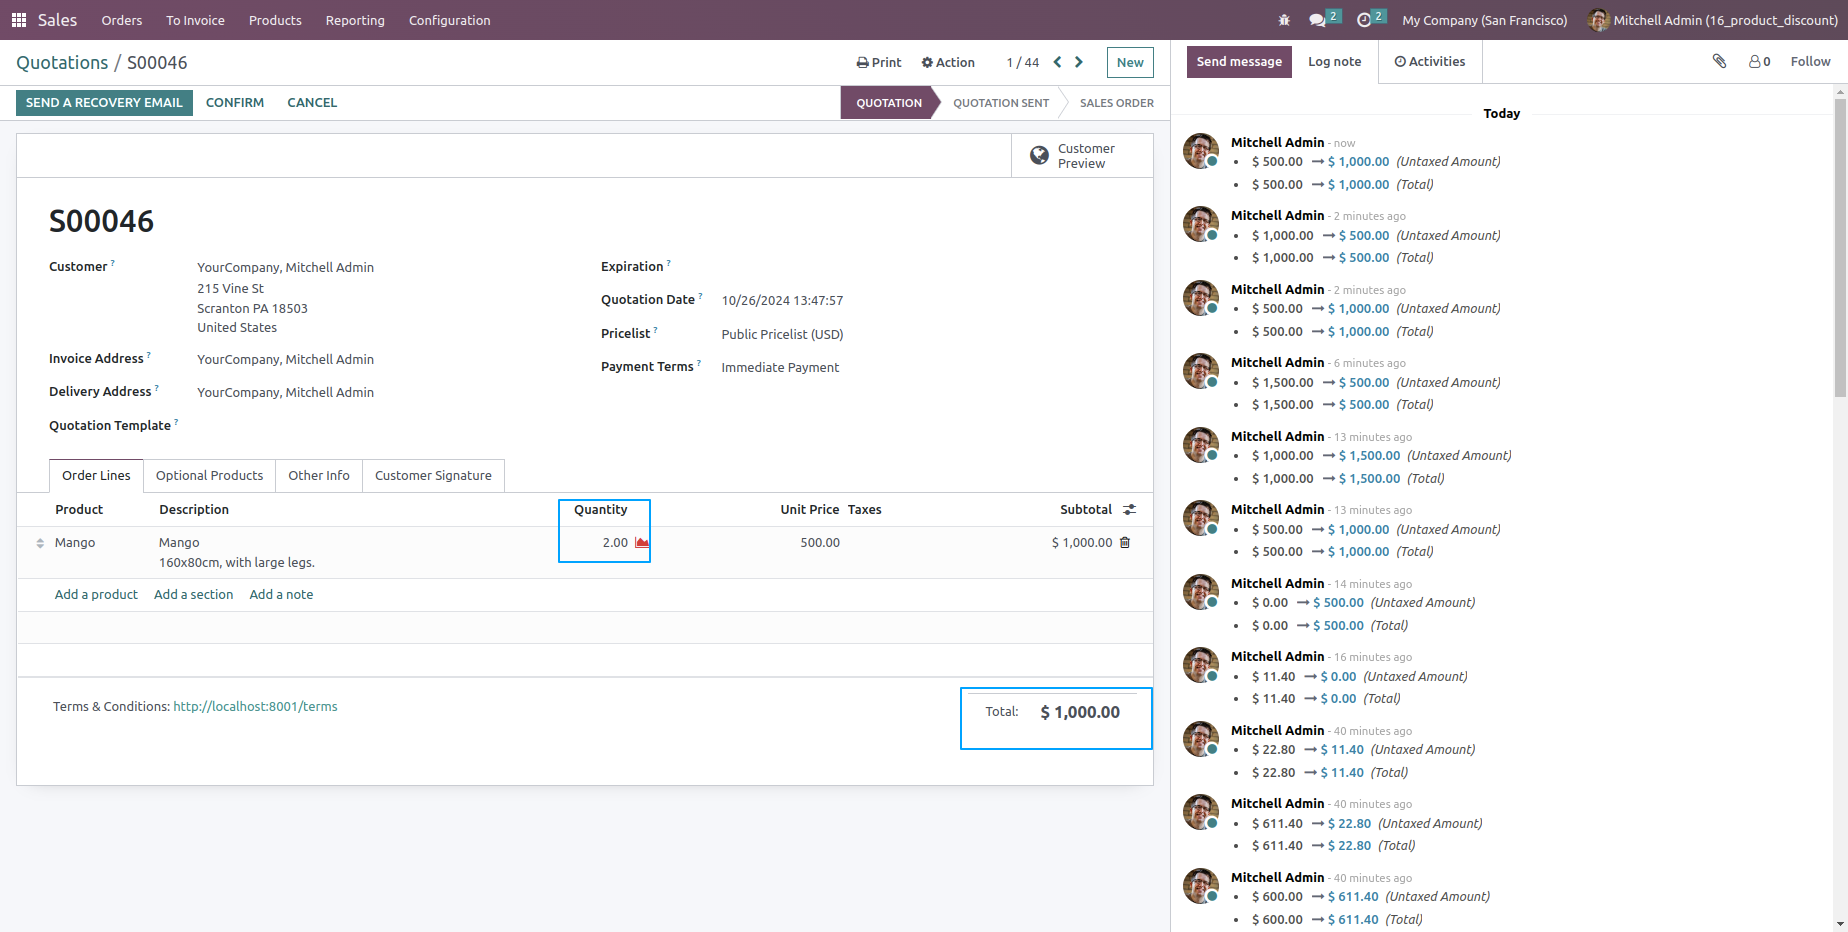 Sales Orders To Invoice Products Reporting Configuration 2 2 My Company (San Francisco) Mitchell Admin (16_product_discount)
Quotations / S00046 Print Action 1 / 44 New
SEND A RECOVERY EMAIL CONFIRM CANCEL QUOTATION QUOTATION SENT SALES ORDER
Customer
Preview
S00046
Customer ? YourCompany, Mitchell Admin
215 Vine St
Scranton PA 18503
United States
Invoice Address ? YourCompany, Mitchell Admin
Delivery Address ? YourCompany, Mitchell Admin
Quotation Template ?
Expiration ?
Quotation Date ? 10/26/2024 13:47:57
Pricelist ? Public Pricelist (USD)
Payment Terms ? Immediate Payment
Order Lines Optional Products Other Info Customer Signature
Product Description Quantity Unit Price Taxes Subtotal
Mango Mango 2.00 500.00 $ 1,000.00
160x80cm, with large legs.
Add a product Add a section Add a note
Terms & Conditions: http://localhost:8001/terms
Total: $ 1,000.00
Send message Log note Activities 0 Follow
Today
Mitchell Admin - now
• $ 500.00 → $ 1,000.00 (Untaxed Amount)
• $ 500.00 → $ 1,000.00 (Total)
Mitchell Admin - 2 minutes ago
• $ 1,000.00 → $ 500.00 (Untaxed Amount)
• $ 1,000.00 → $ 500.00 (Total)
Mitchell Admin - 2 minutes ago
• $ 500.00 → $ 1,000.00 (Untaxed Amount)
• $ 500.00 → $ 1,000.00 (Total)
Mitchell Admin - 6 minutes ago
• $ 1,500.00 → $ 500.00 (Untaxed Amount)
• $ 1,500.00 → $ 500.00 (Total)
Mitchell Admin - 13 minutes ago
• $ 1,000.00 → $ 1,500.00 (Untaxed Amount)
• $ 1,000.00 → $ 1,500.00 (Total)
Mitchell Admin - 13 minutes ago
• $ 500.00 → $ 1,000.00 (Untaxed Amount)
• $ 500.00 → $ 1,000.00 (Total)
Mitchell Admin - 14 minutes ago
• $ 0.00 → $ 500.00 (Untaxed Amount)
• $ 0.00 → $ 500.00 (Total)
Mitchell Admin - 16 minutes ago
• $ 11.40 → $ 0.00 (Untaxed Amount)
• $ 11.40 → $ 0.00 (Total)
Mitchell Admin - 40 minutes ago
• $ 22.80 → $ 11.40 (Untaxed Amount)
• $ 22.80 → $ 11.40 (Total)
Mitchell Admin - 40 minutes ago
• $ 611.40 → $ 22.80 (Untaxed Amount)
• $ 611.40 → $ 22.80 (Total)
Mitchell Admin - 40 minutes ago
• $ 600.00 → $ 611.40 (Untaxed Amount)
• $ 600.00 → $ 611.40 (Total)